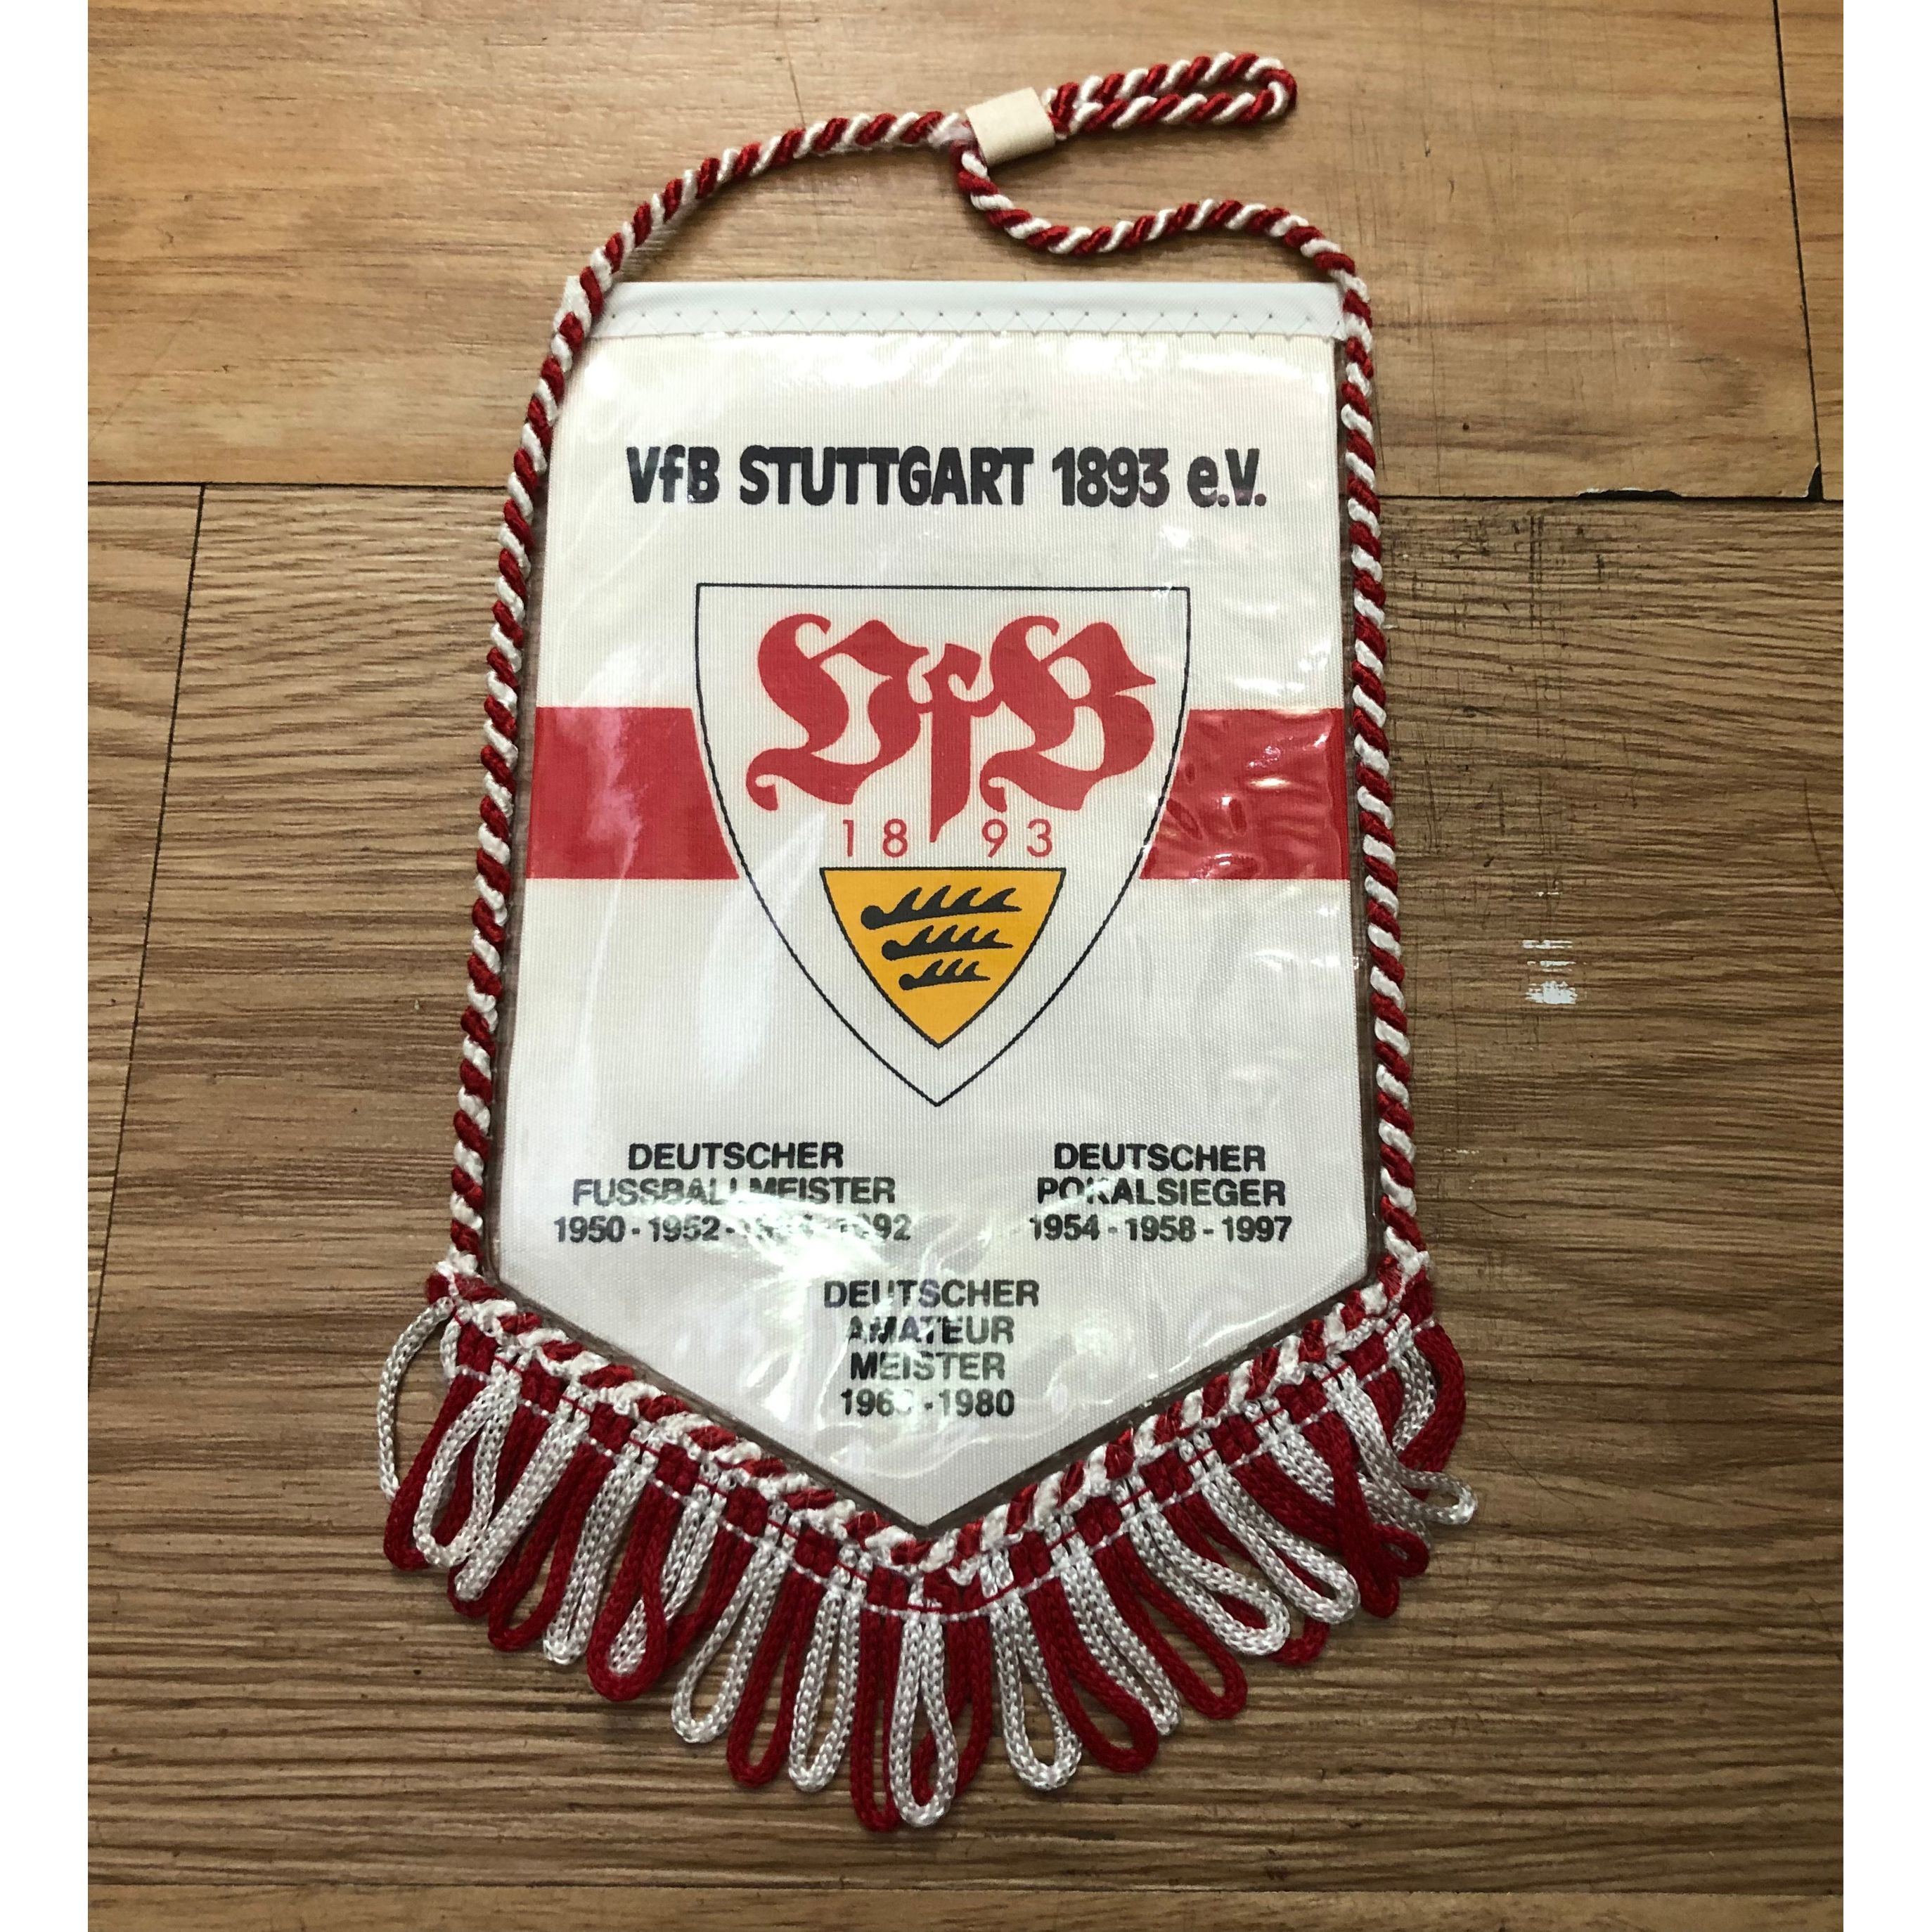 VfB STUTTGART 1893 e.V.
VfB
18 93
DEUTSCHER
FUSSBALLMEISTER
1950 - 1952 -
DEUTSCHER
POKALSIEGER
1954 - 1958 - 1997
DEUTSCHER
AMATEUR
MEISTER
-1980